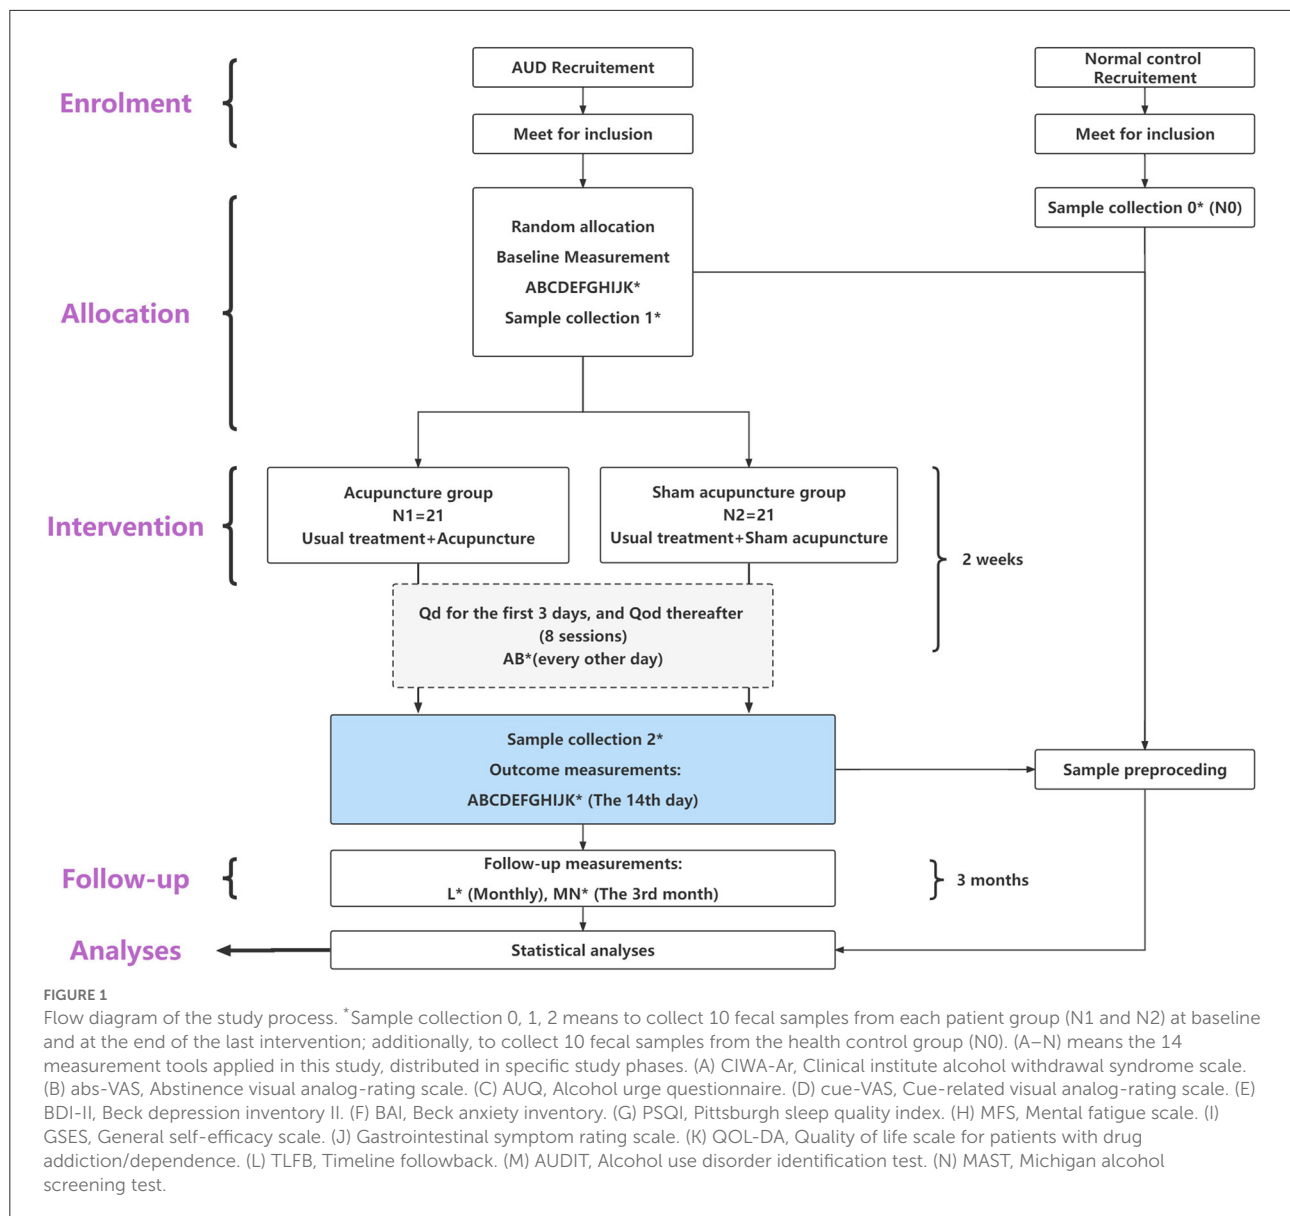 Enrolment
AUD Recruitement
Normal control
Recruitement
Meet for inclusion
Meet for inclusion
Allocation
Random allocation
Baseline Measurement
ABCDEFGHIJK*
Sample collection 1*
Sample collection 0* (N0)
Intervention
Acupuncture group
N1=21
Usual treatment+Acupuncture
Sham acupuncture group
N2=21
Usual treatment+Sham acupuncture
2 weeks
Qd for the first 3 days, and Qod thereafter
(8 sessions)
AB*(every other day)
Sample collection 2*
Outcome measurements:
ABCDEFGHIJK* (The 14th day)
Sample preproceding
Follow-up
Follow-up measurements:
L* (Monthly), MN* (The 3rd month)
3 months
Analyses
Statistical analyses
FIGURE 1
Flow diagram of the study process. *Sample collection 0, 1, 2 means to collect 10 fecal samples from each patient group (N1 and N2) at baseline
and at the end of the last intervention; additionally, to collect 10 fecal samples from the health control group (N0). (A–N) means the 14
measurement tools applied in this study, distributed in specific study phases. (A) CIWA-Ar, Clinical institute alcohol withdrawal syndrome scale.
(B) abs-VAS, Abstinence visual analog-rating scale. (C) AUQ, Alcohol urge questionnaire. (D) cue-VAS, Cue-related visual analog-rating scale. (E)
BDI-II, Beck depression inventory II. (F) BAI, Beck anxiety inventory. (G) PSQI, Pittsburgh sleep quality index. (H) MFS, Mental fatigue scale. (I)
GSES, General self-efficacy scale. (J) Gastrointestinal symptom rating scale. (K) QOL-DA, Quality of life scale for patients with drug
addiction/dependence. (L) TLFB, Timeline followback. (M) AUDIT, Alcohol use disorder identification test. (N) MAST, Michigan alcohol
screening test.